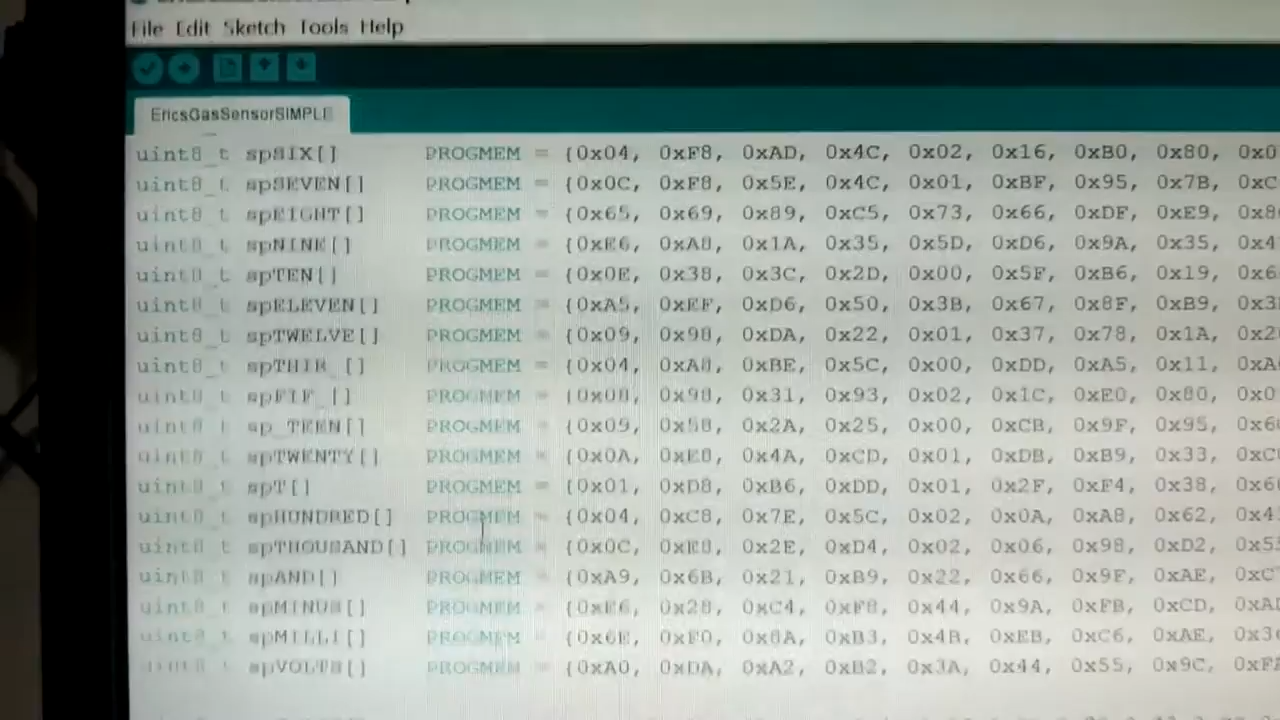 File Edit Sketch Tools Help
EricsGasSensorSIMPLE
uint8_t spSIX[] PROGMEM = {0x04, 0xF8, 0xAD, 0x4C, 0x02, 0x16, 0xB0, 0x80,
uint8_t spSEVEN[] PROGMEM = {0x0C, 0xF8, 0x5E, 0x4C, 0x01, 0xBF, 0x95, 0x7B,
uint8_t spEIGHT[] PROGMEM = {0x65, 0x69, 0x89, 0xC5, 0x73, 0x66, 0xDF, 0xE9,
uint8_t spNINE[] PROGMEM = {0xE6, 0xA8, 0x1A, 0x35, 0x5D, 0xD6, 0x9A, 0x35,
uint8_t spTEN[] PROGMEM = {0x0E, 0x38, 0x3C, 0x2D, 0x00, 0x5F, 0xB6, 0x19,
uint8_t spELEVEN[] PROGMEM = {0xA5, 0xEF, 0xD6, 0x50, 0x3B, 0x67, 0x8F, 0xB9,
uint8_t spTWELVE[] PROGMEM = {0x09, 0x98, 0xDA, 0x22, 0x01, 0x37, 0x78, 0x1A,
uint8_t spTHIR_[] PROGMEM = {0x04, 0xA8, 0xBE, 0x5C, 0x00, 0xDD, 0xA5, 0x11,
uint8_t spFIF_[] PROGMEM = {0x08, 0x98, 0x31, 0x93, 0x02, 0x1C, 0xE0, 0x80,
uint8_t sp_TEEN[] PROGMEM = {0x09, 0x58, 0x2A, 0x25, 0x00, 0xCB, 0x9F, 0x95,
uint8_t spTWENTY[] PROGMEM = {0x0A, 0xE8, 0x4A, 0xCD, 0x01, 0xDB, 0xB9, 0x33,
uint8_t spT[] PROGMEM = {0x01, 0xD8, 0xB6, 0xDD, 0x01, 0x2F, 0xF4, 0x38,
uint8_t spHUNDRED[] PROGMEM = {0x04, 0xC8, 0x7E, 0x5C, 0x02, 0x0A, 0xA8, 0x62,
uint8_t spTHOUSAND[] PROGMEM = {0x0C, 0xE8, 0x2E, 0xD4, 0x02, 0x06, 0x98, 0xD2,
uint8_t spAND[] PROGMEM = {0xA9, 0x6B, 0x21, 0xB9, 0x22, 0x66, 0x9F, 0xAE,
uint8_t spMINUS[] PROGMEM = {0xE6, 0x28, 0xC4, 0xF8, 0x44, 0x9A, 0xFB, 0xCD,
uint8_t spMILLI[] PROGMEM = {0x6E, 0xF0, 0x8A, 0xB3, 0x4B, 0xEB, 0xC6, 0xAE,
uint8_t spVOLTS[] PROGMEM = {0xA0, 0xDA, 0xA2, 0xB2, 0x3A, 0x44, 0x55, 0x9C,